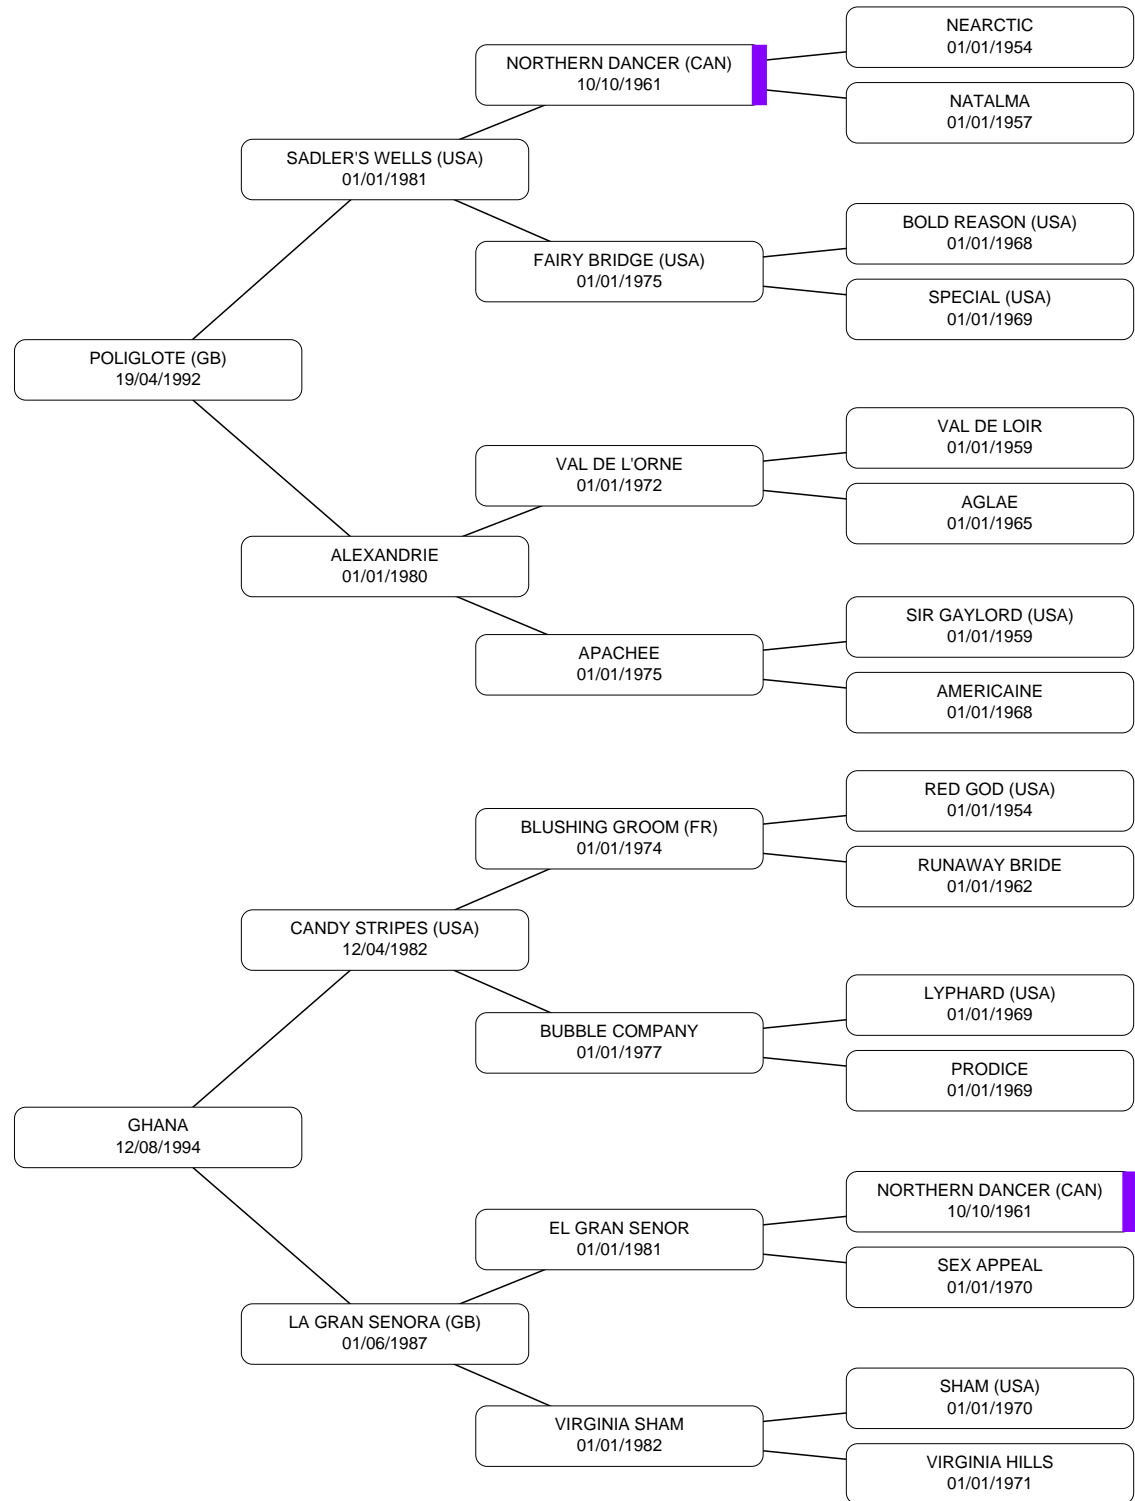 NEARCTIC
01/01/1954
NORTHERN DANCER (CAN)
10/10/1961
NATALMA
01/01/1957
SADLER'S WELLS (USA)
01/01/1981
BOLD REASON (USA)
01/01/1968
FAIRY BRIDGE (USA)
01/01/1975
SPECIAL (USA)
01/01/1969
POLIGLOTE (GB)
19/04/1992
VAL DE LOIR
01/01/1959
VAL DE L'ORNE
01/01/1972
AGLAE
01/01/1965
ALEXANDRIE
01/01/1980
SIR GAYLORD (USA)
01/01/1959
APACHEE
01/01/1975
AMERICAINE
01/01/1968
RED GOD (USA)
01/01/1954
BLUSHING GROOM (FR)
01/01/1974
RUNAWAY BRIDE
01/01/1962
CANDY STRIPES (USA)
12/04/1982
LYPHARD (USA)
01/01/1969
BUBBLE COMPANY
01/01/1977
PRODICE
01/01/1969
GHANA
12/08/1994
NORTHERN DANCER (CAN)
10/10/1961
EL GRAN SENOR
01/01/1981
SEX APPEAL
01/01/1970
LA GRAN SENORA (GB)
01/06/1987
SHAM (USA)
01/01/1970
VIRGINIA SHAM
01/01/1982
VIRGINIA HILLS
01/01/1971